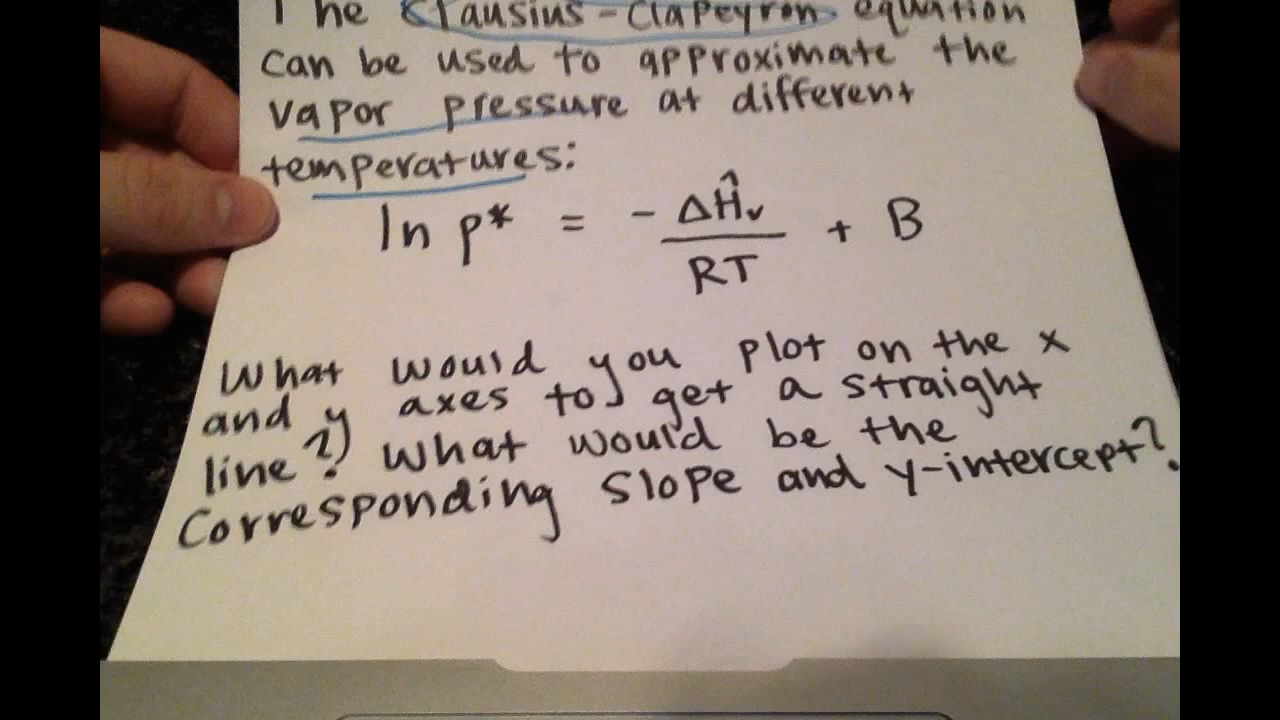 The Clausius-Clapeyron equation
can be used to approximate the
vapor pressure at different
temperatures:
ln p* = - ΔĤv/RT + B
What would you plot on the x
and y axes to get a straight
line? What would be the
corresponding slope and y-intercept?